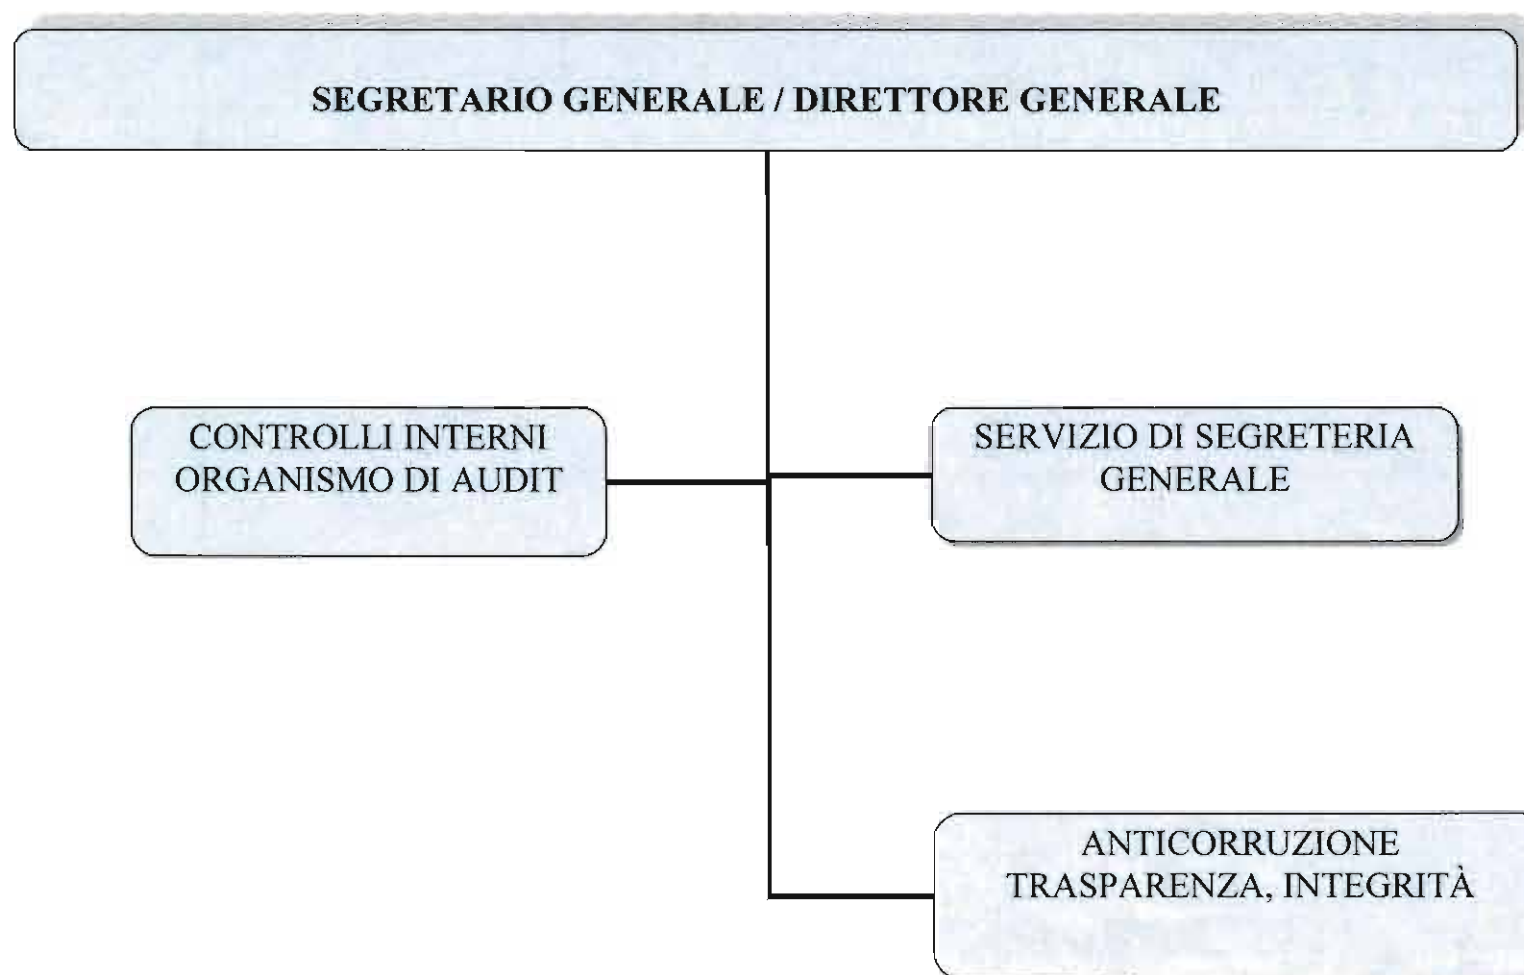 SEGRETARIO GENERALE / DIRETTORE GENERALE
CONTROLLI INTERNI
ORGANISMO DI AUDIT
SERVIZIO DI SEGRETERIA
GENERALE
ANTICORRUZIONE
TRASPARENZA, INTEGRITÀ